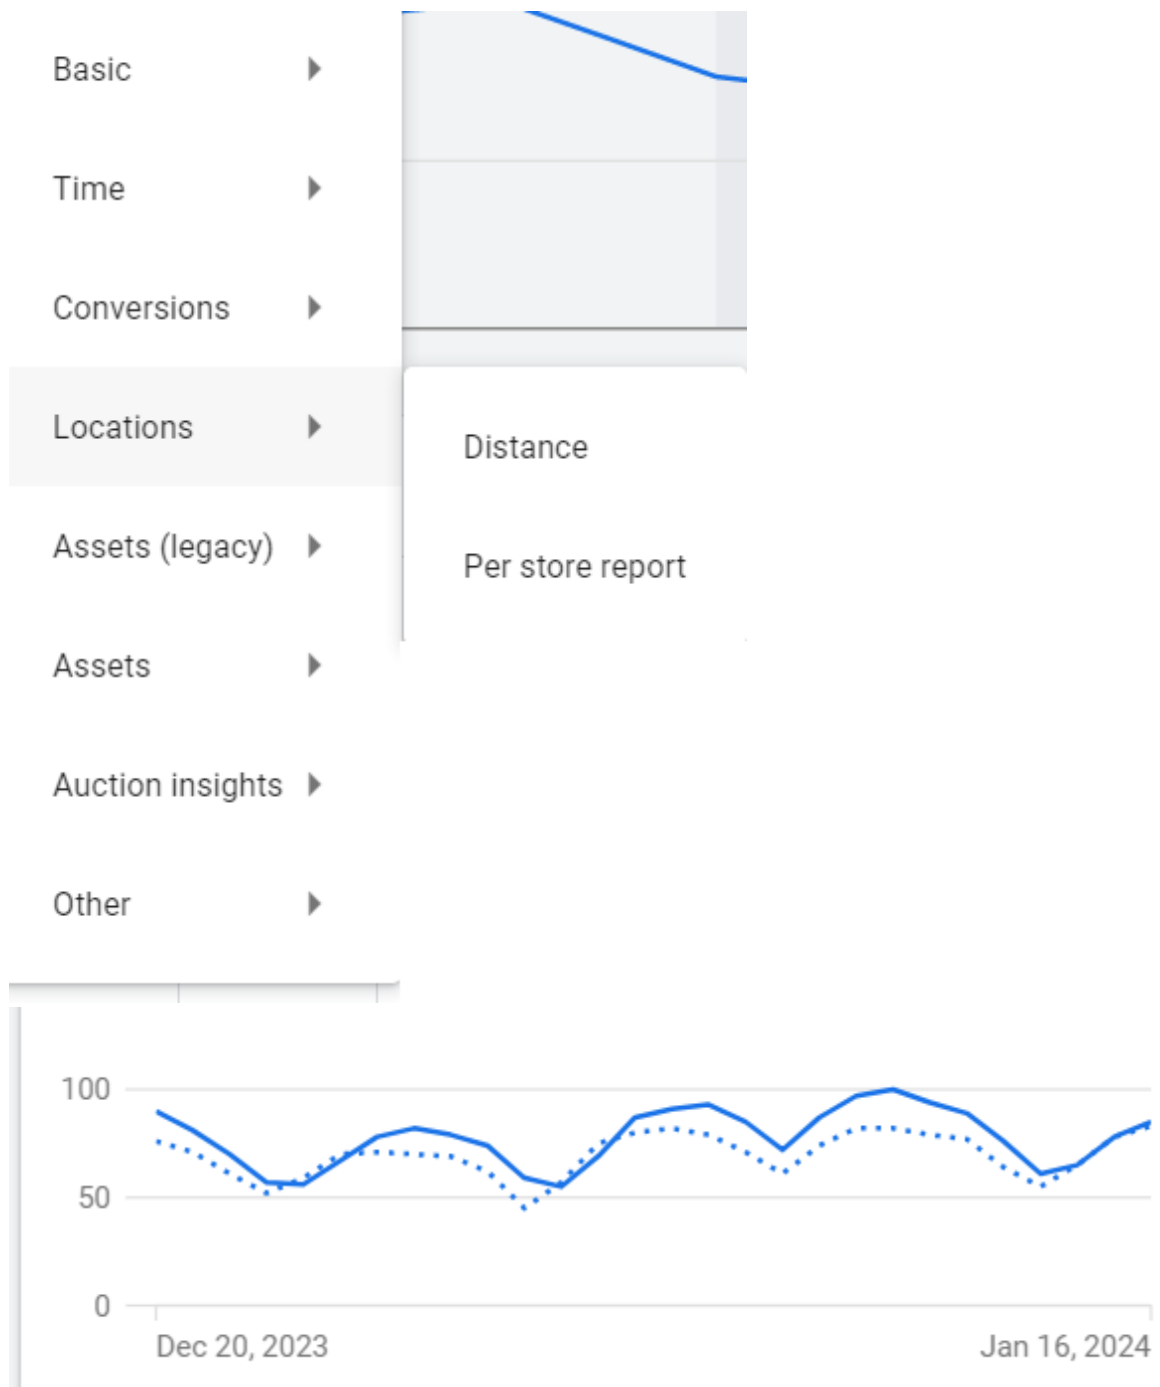 Basic
Time
Conversions
Locations
Distance
Per store report
Assets (legacy)
Assets
Auction insights
Other
100
50
0
Dec 20, 2023
Jan 16, 2024